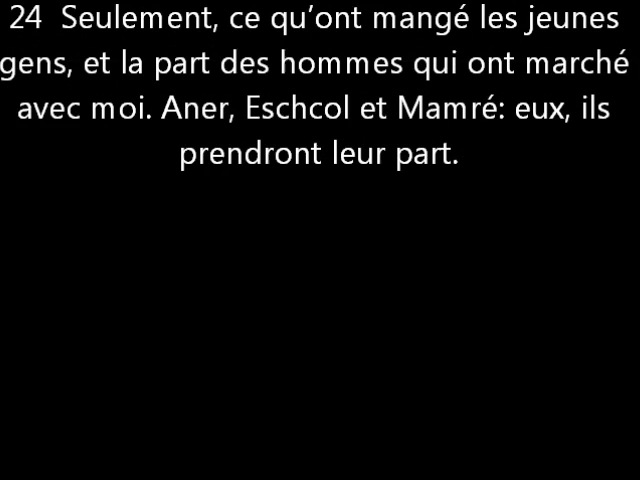 24  Seulement, ce qu’ont mangé les jeunes
gens, et la part des hommes qui ont marché
avec moi. Aner, Eschcol et Mamré: eux, ils
prendront leur part.